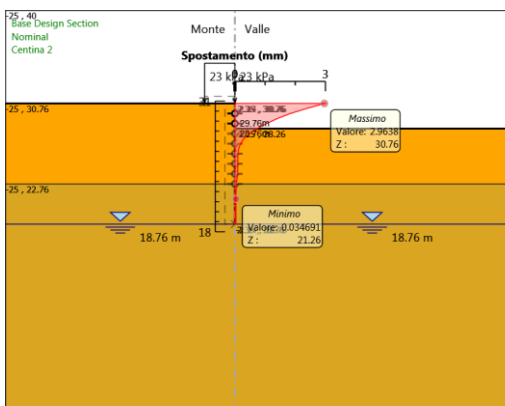 -25 , 40
Base Design Section
Nominal
Centina 2
Monte Valle
Spostamento (mm)
23 kPa 23 kPa 3
-25 , 30.76
29.76m
Massimo
Valore: 2.9638
Z : 30.76
-25 , 22.76
Minimo
Valore: 0.034691
Z : 21.26
18
18.76 m
18.76 m